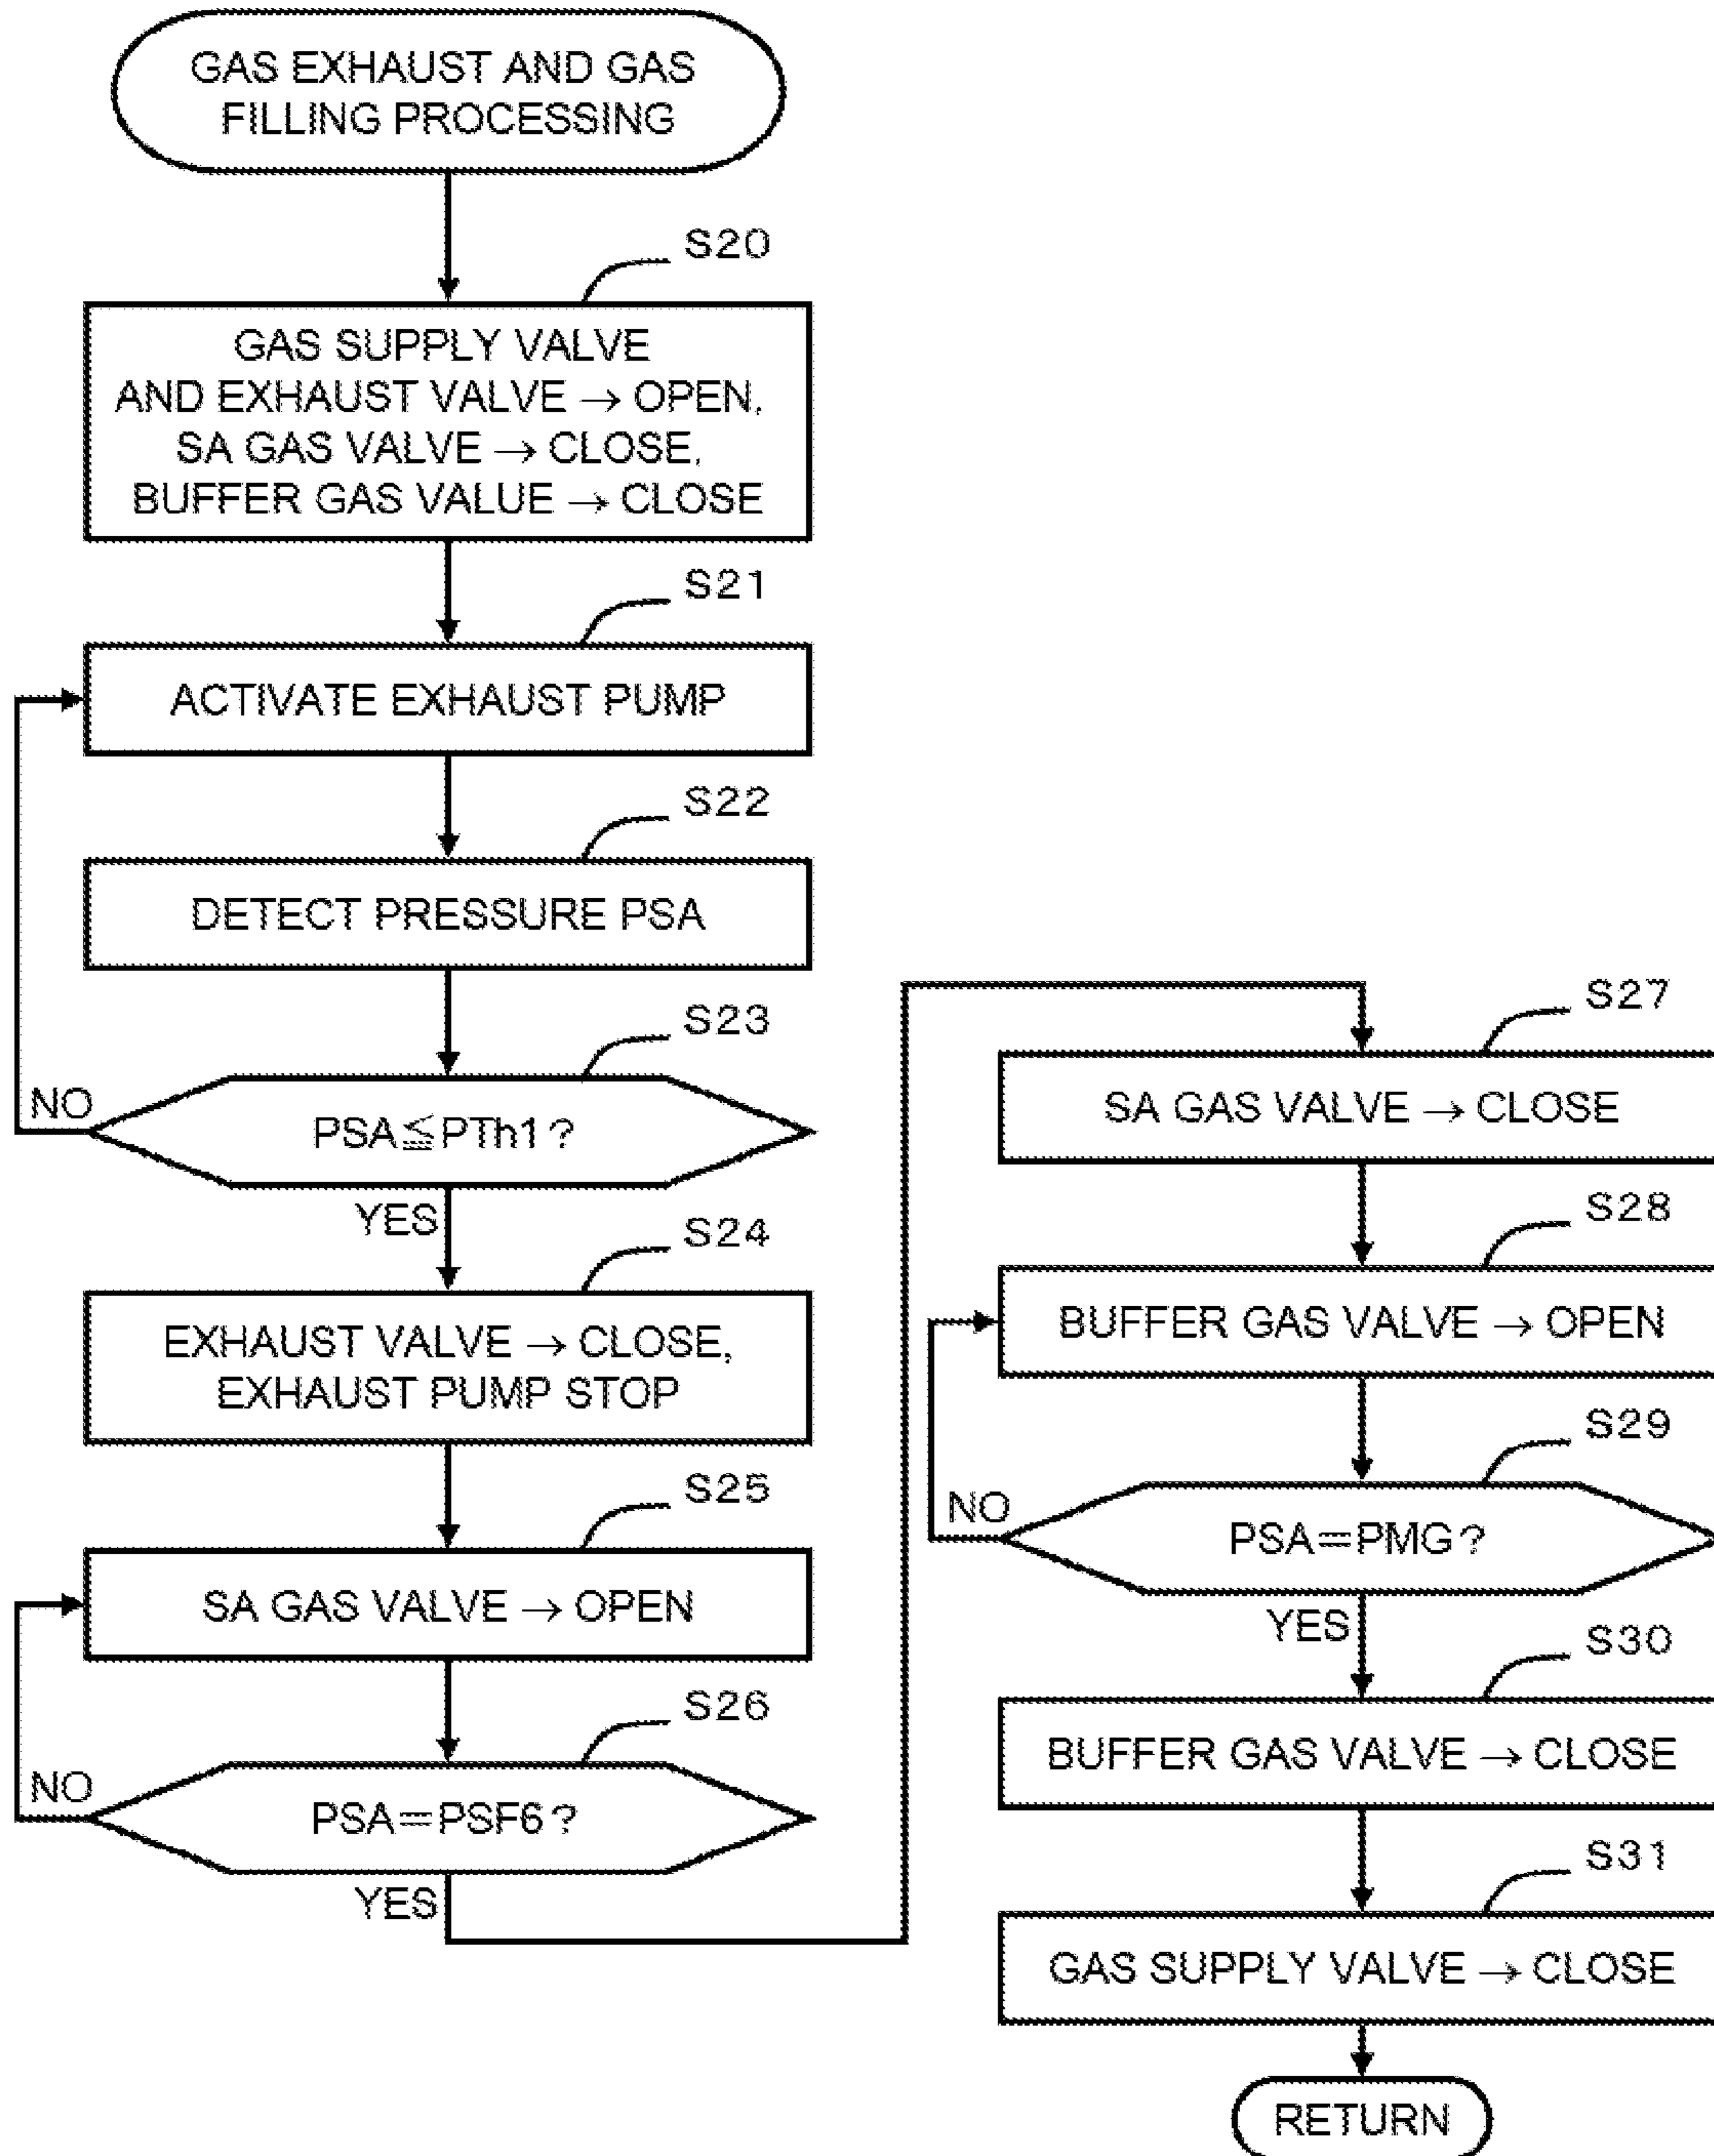 GAS EXHAUST AND GAS
FILLING PROCESSING
S20
GAS SUPPLY VALVE
AND EXHAUST VALVE → OPEN,
SA GAS VALVE → CLOSE,
BUFFER GAS VALUE → CLOSE
S21
ACTIVATE EXHAUST PUMP
S22
DETECT PRESSURE PSA
S23
NO
PSA≦PTh1?
YES
S24
EXHAUST VALVE → CLOSE,
EXHAUST PUMP STOP
S25
SA GAS VALVE → OPEN
S26
NO
PSA=PSF6?
YES
S27
SA GAS VALVE → CLOSE
S28
BUFFER GAS VALVE → OPEN
S29
NO
PSA=PMG?
YES
S30
BUFFER GAS VALVE → CLOSE
S31
GAS SUPPLY VALVE → CLOSE
RETURN